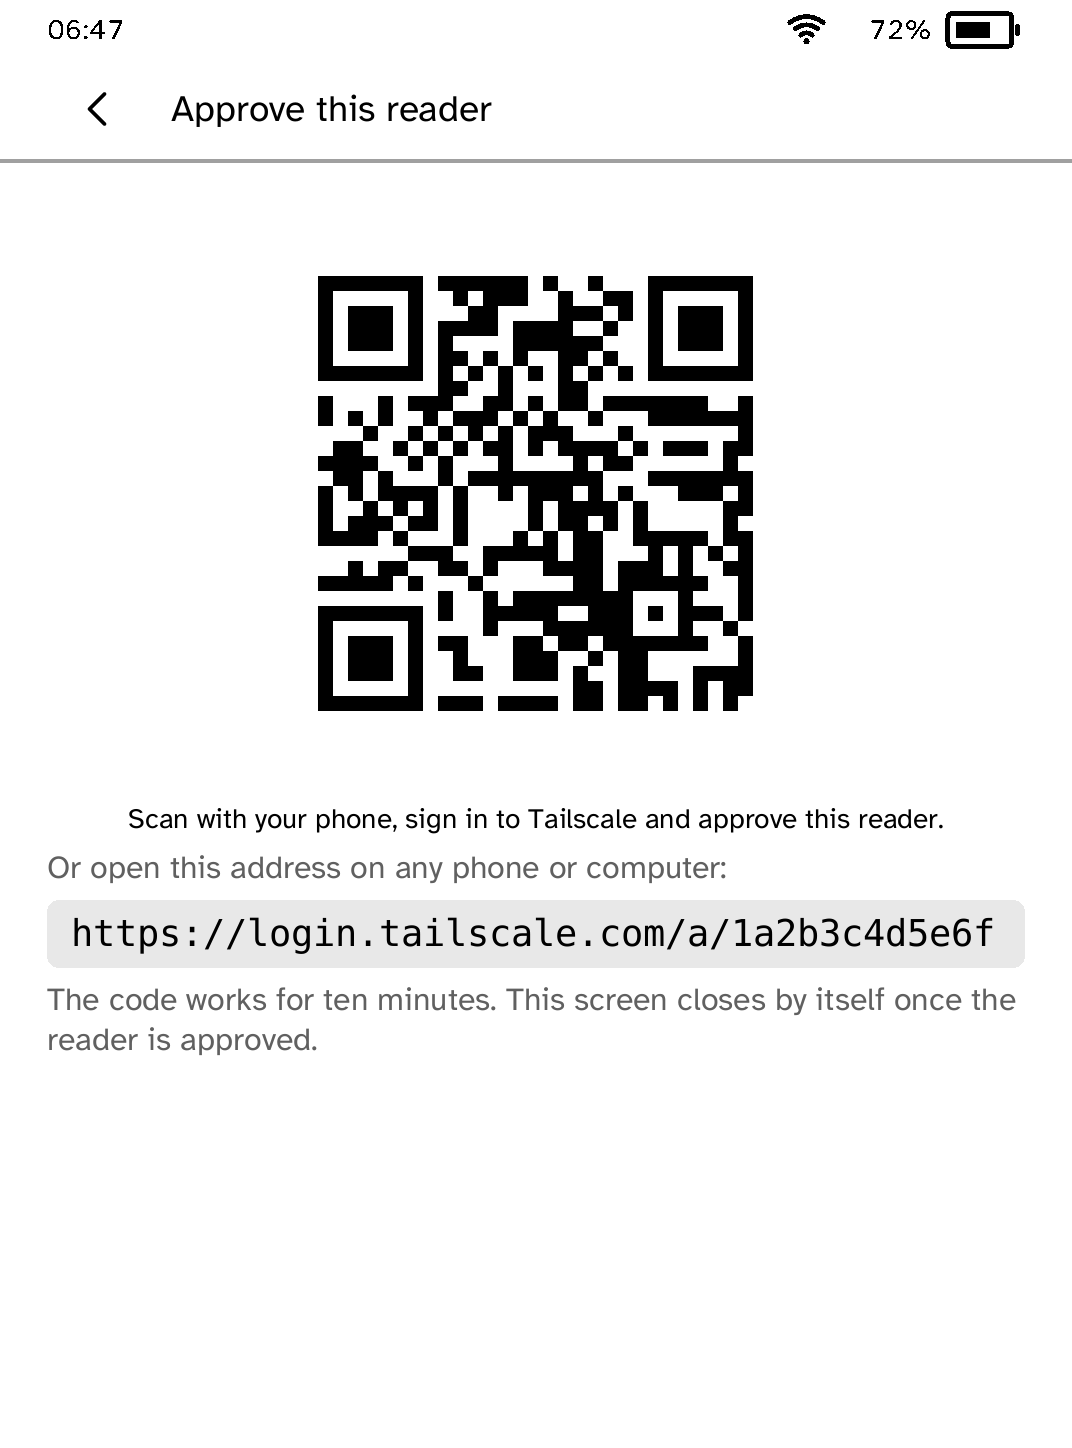 06:47
72%
Approve this reader
Scan with your phone, sign in to Tailscale and approve this reader.
Or open this address on any phone or computer:
https://login.tailscale.com/a/1a2b3c4d5e6f
The code works for ten minutes. This screen closes by itself once the
reader is approved.